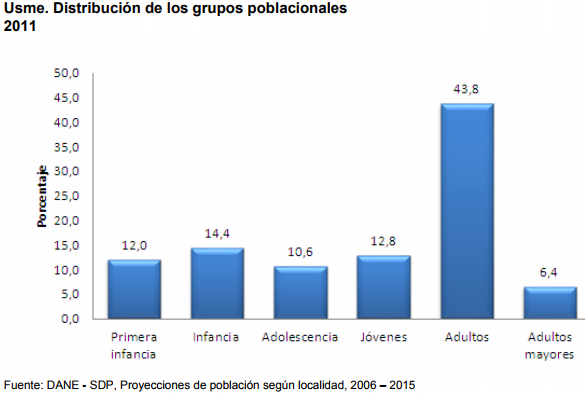 Usme. Distribución de los grupos poblacionales
2011
Porcentaje
50,0
45,0
40,0
35,0
30,0
25,0
20,0
15,0
10,0
5,0
0,0
12,0
14,4
10,6
12,8
43,8
6,4
Primera
infancia
Infancia
Adolescencia
Jóvenes
Adultos
Adultos
mayores
Fuente: DANE - SDP, Proyecciones de población según localidad, 2006 – 2015